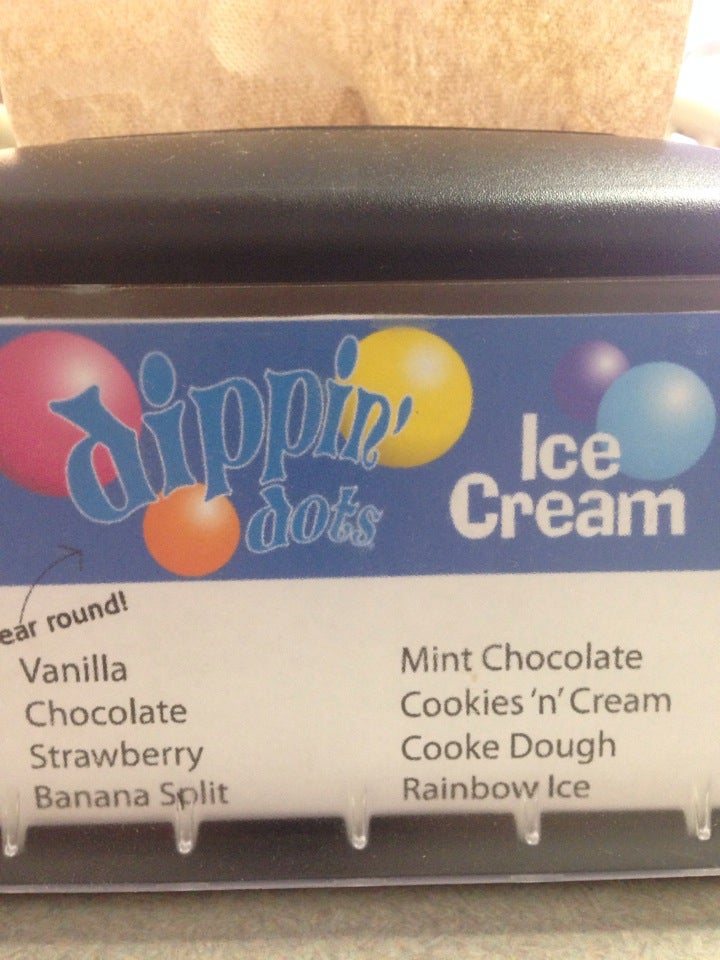 dippin'
dots
Ice
Cream
ear round!
Vanilla
Chocolate
Strawberry
Banana Split
Mint Chocolate
Cookies 'n' Cream
Cooke Dough
Rainbow Ice